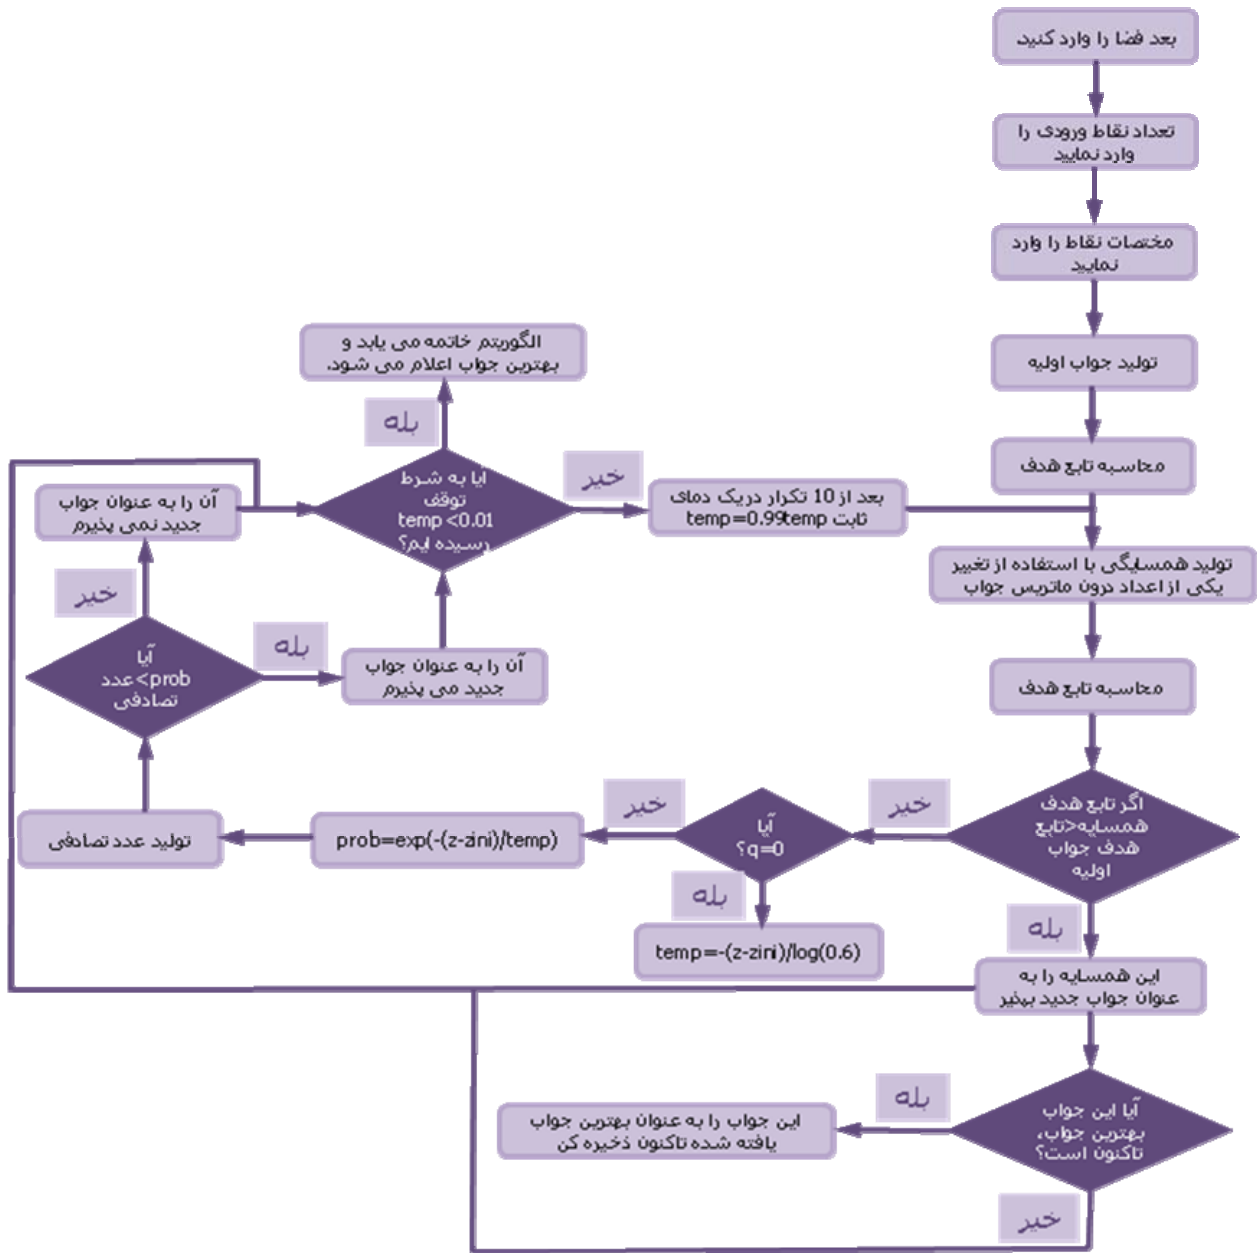 بعد فضا را وارد کنید.
تعداد نقاط ورودی را
وارد نمایید
مختصات نقاط را وارد
نمایید
تولید جواب اولیه
محاسبه تابع هدف
تولید همسایگی با استفاده از تغییر
یکی از اعداد درون ماتریس جواب
محاسبه تابع هدف
اگر تابع هدف
همسایه<تابع
هدف جواب
اولیه
بله
خیر
این همسایه را به
عنوان جواب جدید بپذیر
آیا این جواب
بهترین جواب،
تاکنون است؟
بله
خیر
این جواب را به عنوان بهترین جواب
یافته شده تاکنون ذخیره کن
آیا
q=0؟
بله
temp=-(z-zini)/log(0.6)
خیر
prob=exp(-(z-zini)/temp)
تولید عدد تصادفی
آیا
prob>عدد
تصادفی
بله
آن را به عنوان جواب
جدید می پذیرم
خیر
آن را به عنوان جواب
جدید نمی پذیرم
آیا به شرط
توقف
temp <0.01
رسیده ایم؟
بله
الگوریتم خاتمه می یابد و
بهترین جواب اعلام می شود.
خیر
بعد از 10 تکرار دریک دمای
ثابت temp=0.99temp